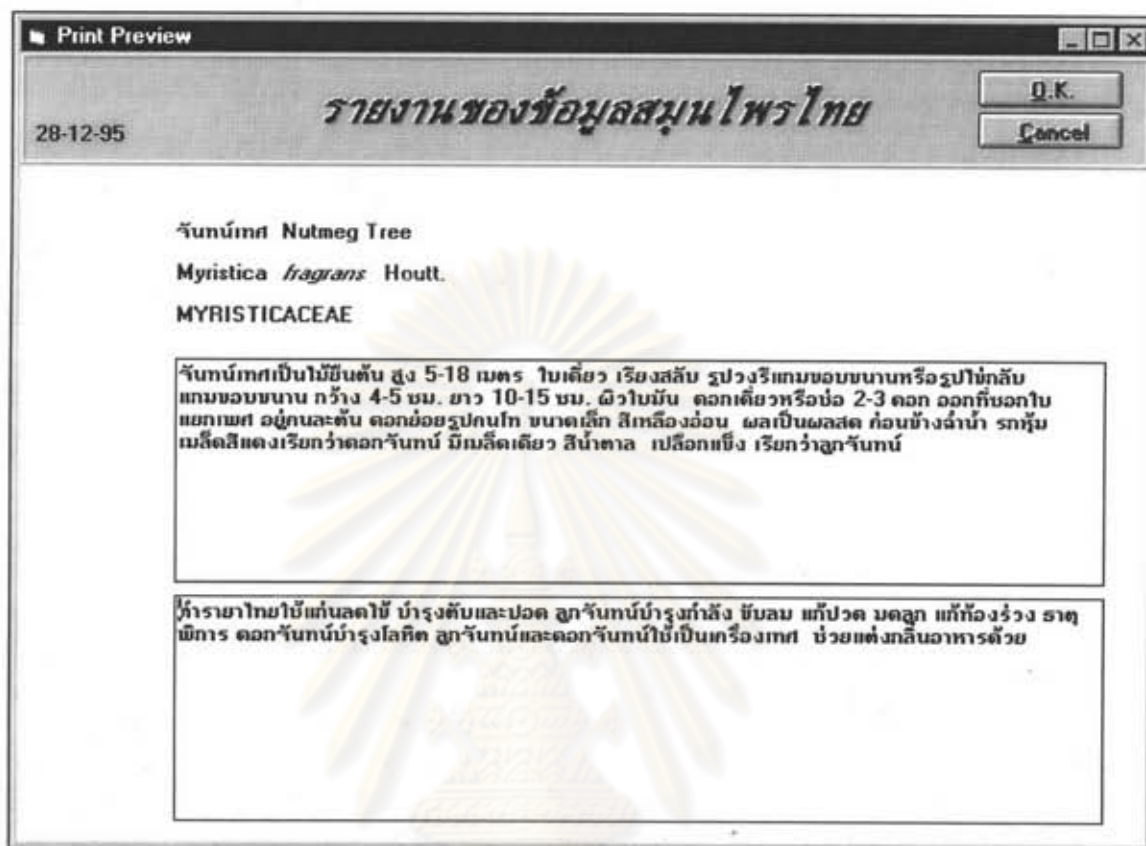 Print Preview
28-12-95
รายงานของข้อมูลสมุนไพรไทย
O.K.
Cancel
จันทน์เทศ Nutmeg Tree
Myristica fragrans Houtt.
MYRISTICACEAE
จันทน์เทศเป็นไม้ยืนต้น สูง 5-18 เมตร ใบเดี่ยว เรียงสลับ รูปวงรีแกมขอบขนานหรือรูปไข่กลับ
แกมขอบขนาน กว้าง 4-5 ซม. ยาว 10-15 ซม. ผิวใบมัน ดอกเดี่ยวหรือช่อ 2-3 ดอก ออกที่ซอกใบ
แยกเพศ อยู่คนละต้น ดอกย่อยรูปคนโท ขนาดเล็ก สีเหลืองอ่อน ผลเป็นผลสด ค่อนข้างฉ่ำน้ำ รกหุ้ม
เมล็ดสีแดงเรียกว่าดอกจันทน์ มีเมล็ดเดียว สีน้ำตาล เปลือกแข็ง เรียกว่าลูกจันทน์
ตำรายาไทยใช้แก่นลดไข้ บำรุงตับและปอด ลูกจันทน์บำรุงกำลัง ขับลม แก้ปวด มดลูก แก้ท้องร่วง ธาตุ
พิการ ดอกจันทน์บำรุงโลหิต ลูกจันทน์และดอกจันทน์ใช้เป็นเครื่องเทศ ช่วยแต่งกลิ่นอาหารด้วย